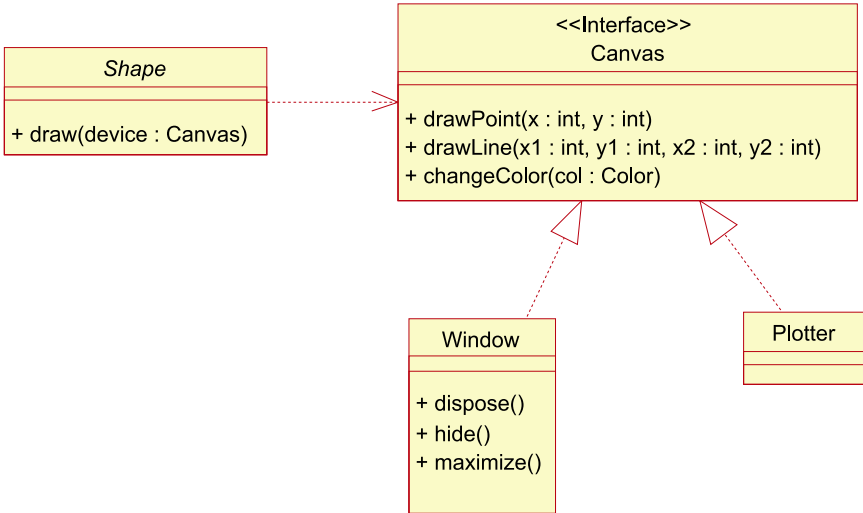 Shape
+ draw(device : Canvas)
<<Interface>>
Canvas
+ drawPoint(x : int, y : int)
+ drawLine(x1 : int, y1 : int, x2 : int, y2 : int)
+ changeColor(col : Color)
Window
+ dispose()
+ hide()
+ maximize()
Plotter